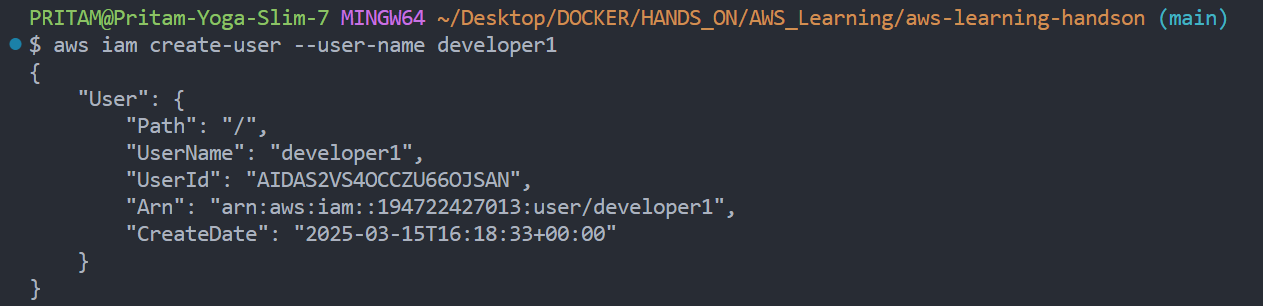 PRITAM@Pritam-Yoga-Slim-7 MINGW64 ~/Desktop/DOCKER/HANDS_ON/AWS_Learning/aws-learning-handson (main)
$ aws iam create-user --user-name developer1
{
    "User": {
        "Path": "/",
        "UserName": "developer1",
        "UserId": "AIDAS2VS4OCCZU66OJSAN",
        "Arn": "arn:aws:iam::194722427013:user/developer1",
        "CreateDate": "2025-03-15T16:18:33+00:00"
    }
}